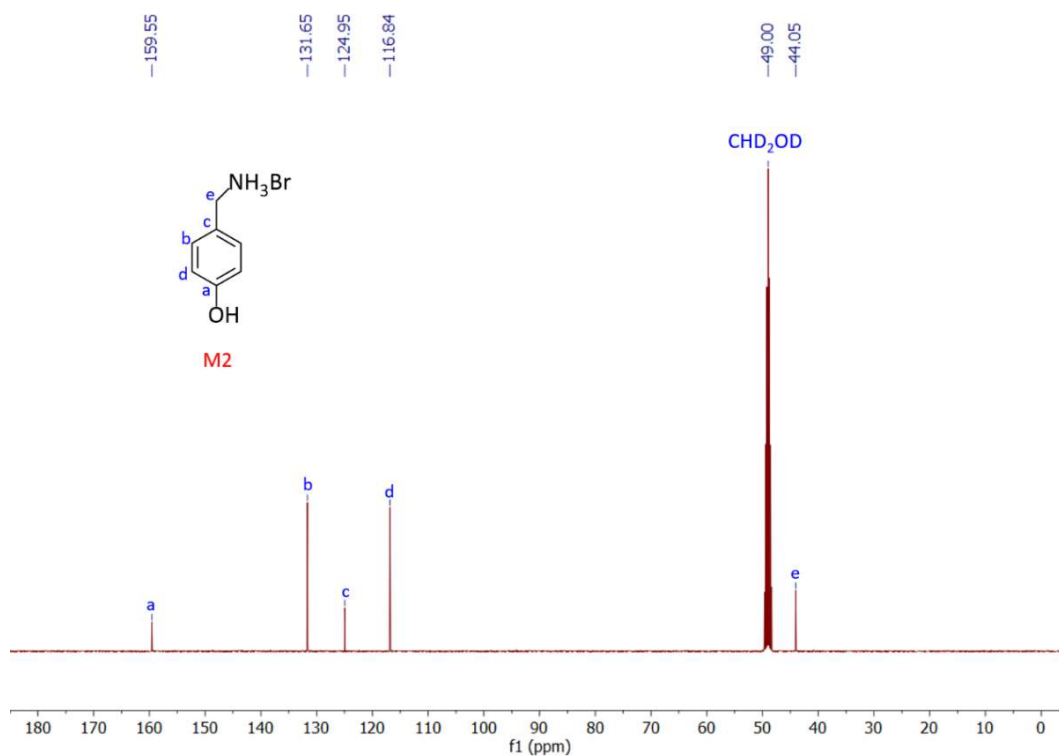 —159.55
—131.65
—124.95
—116.84
—49.00
—44.05
CHD₂OD
NH₃Br
e
c
b
d
a
OH
M2
b
d
c
a
e
180 170 160 150 140 130 120 110 100 90 80 70 60 50 40 30 20 10 0
f1 (ppm)